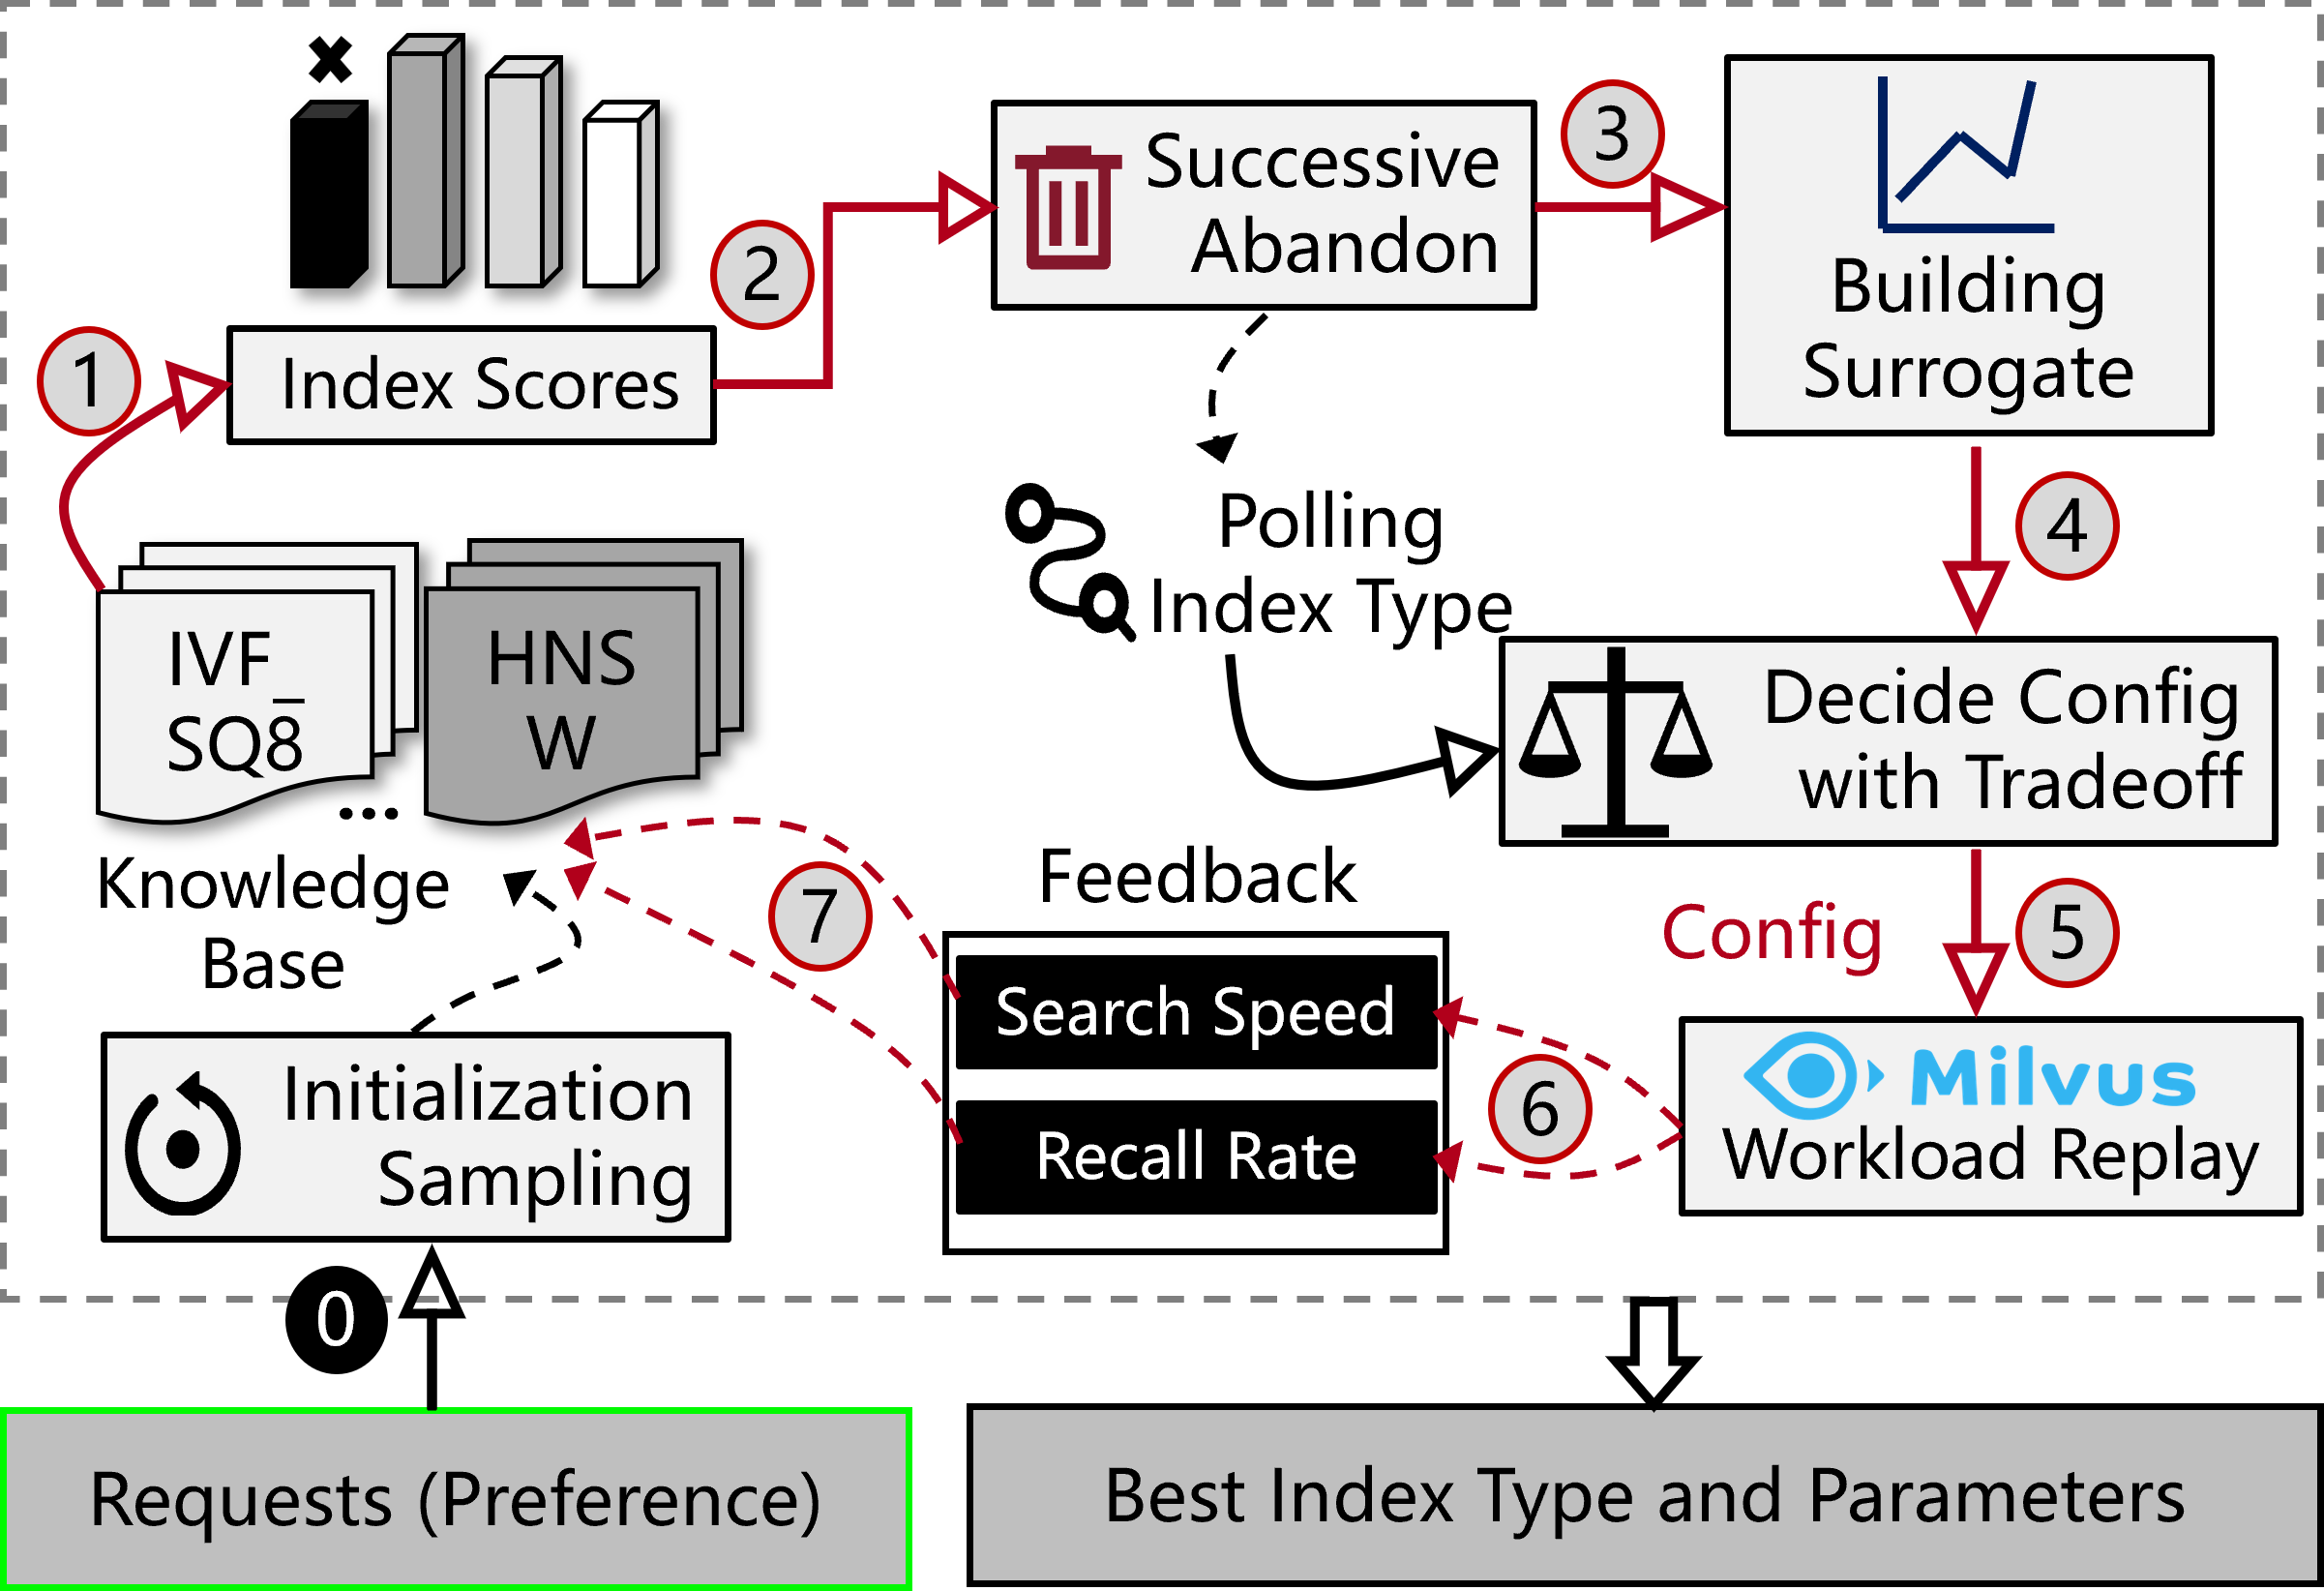 1
Index Scores
2
Successive
Abandon
3
Building
Surrogate
4
Polling
Index Type
Decide Config
with Tradeoff
Config
5
Milvus
Workload Replay
6
Feedback
Search Speed
Recall Rate
7
IVF_
SQ8
...
HNS
W
Knowledge
Base
Initialization
Sampling
0
Requests (Preference)
Best Index Type and Parameters